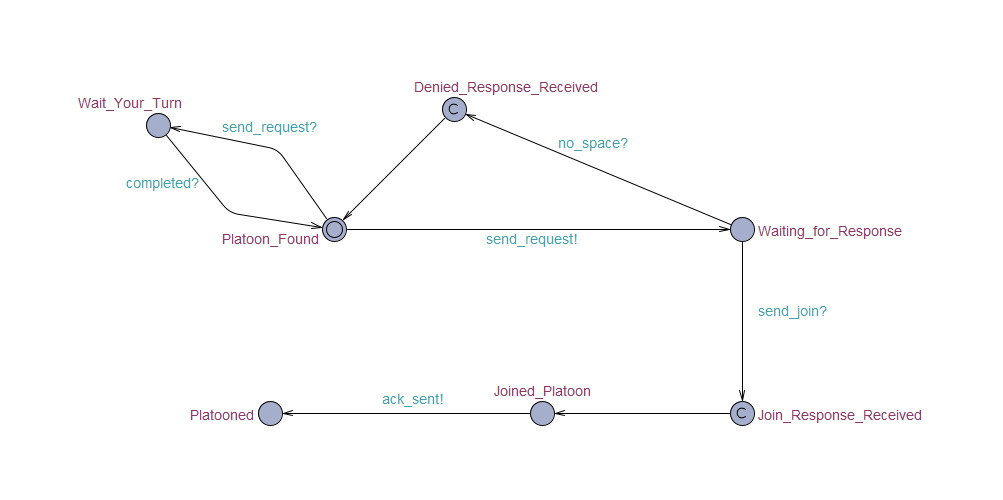 Denied_Response_Received
Wait_Your_Turn
send_request?
no_space?
completed?
Platoon_Found
send_request!
Waiting_for_Response
send_join?
Joined_Platoon
ack_sent!
Platooned
C
C
Join_Response_Received